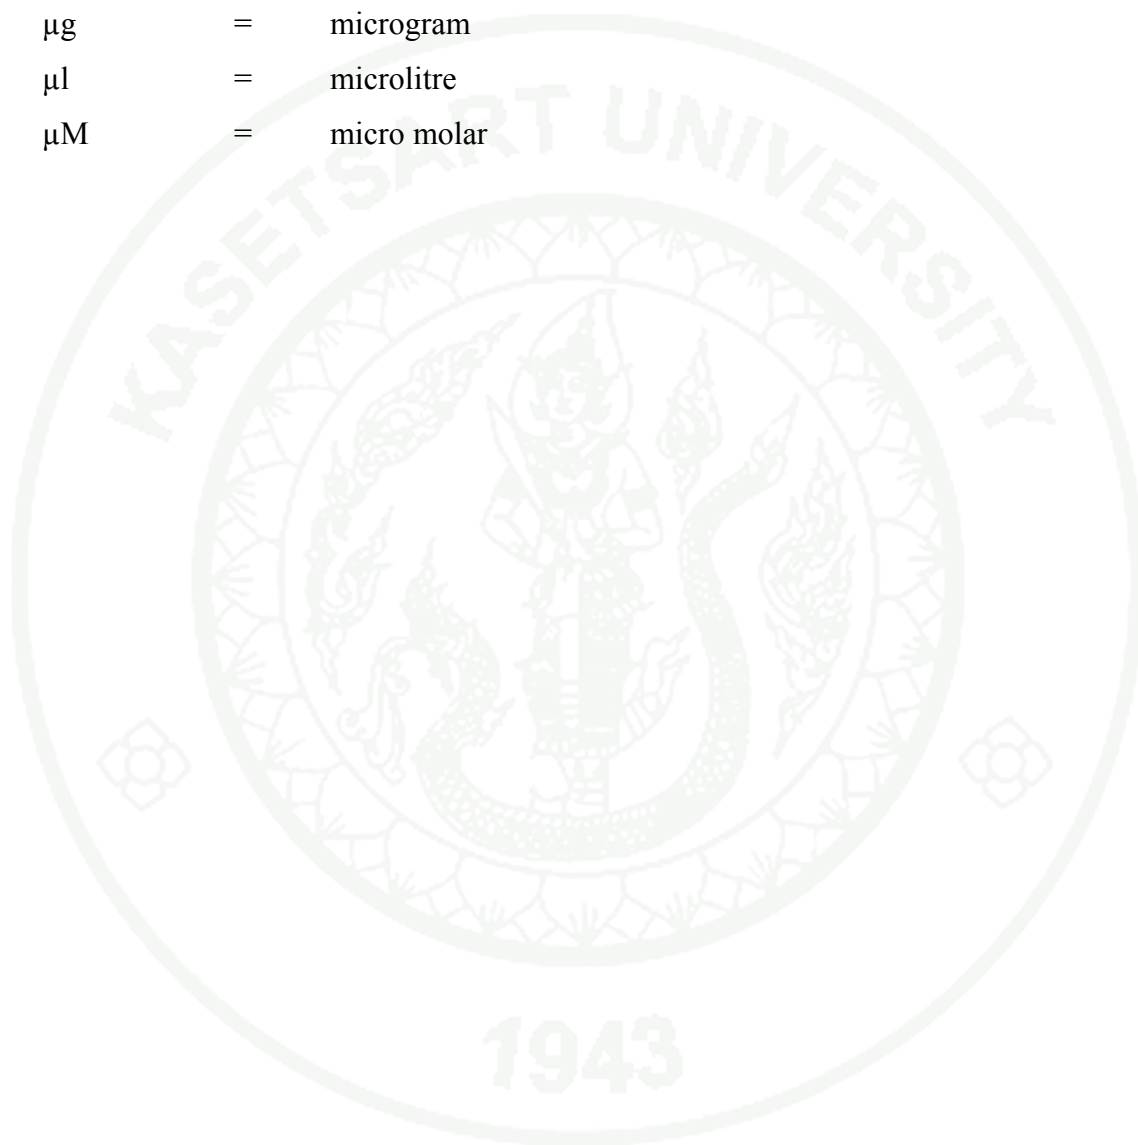 µg = microgram
µl = microlitre
µM = micro molar
KASETSART UNIVERSITY
1943